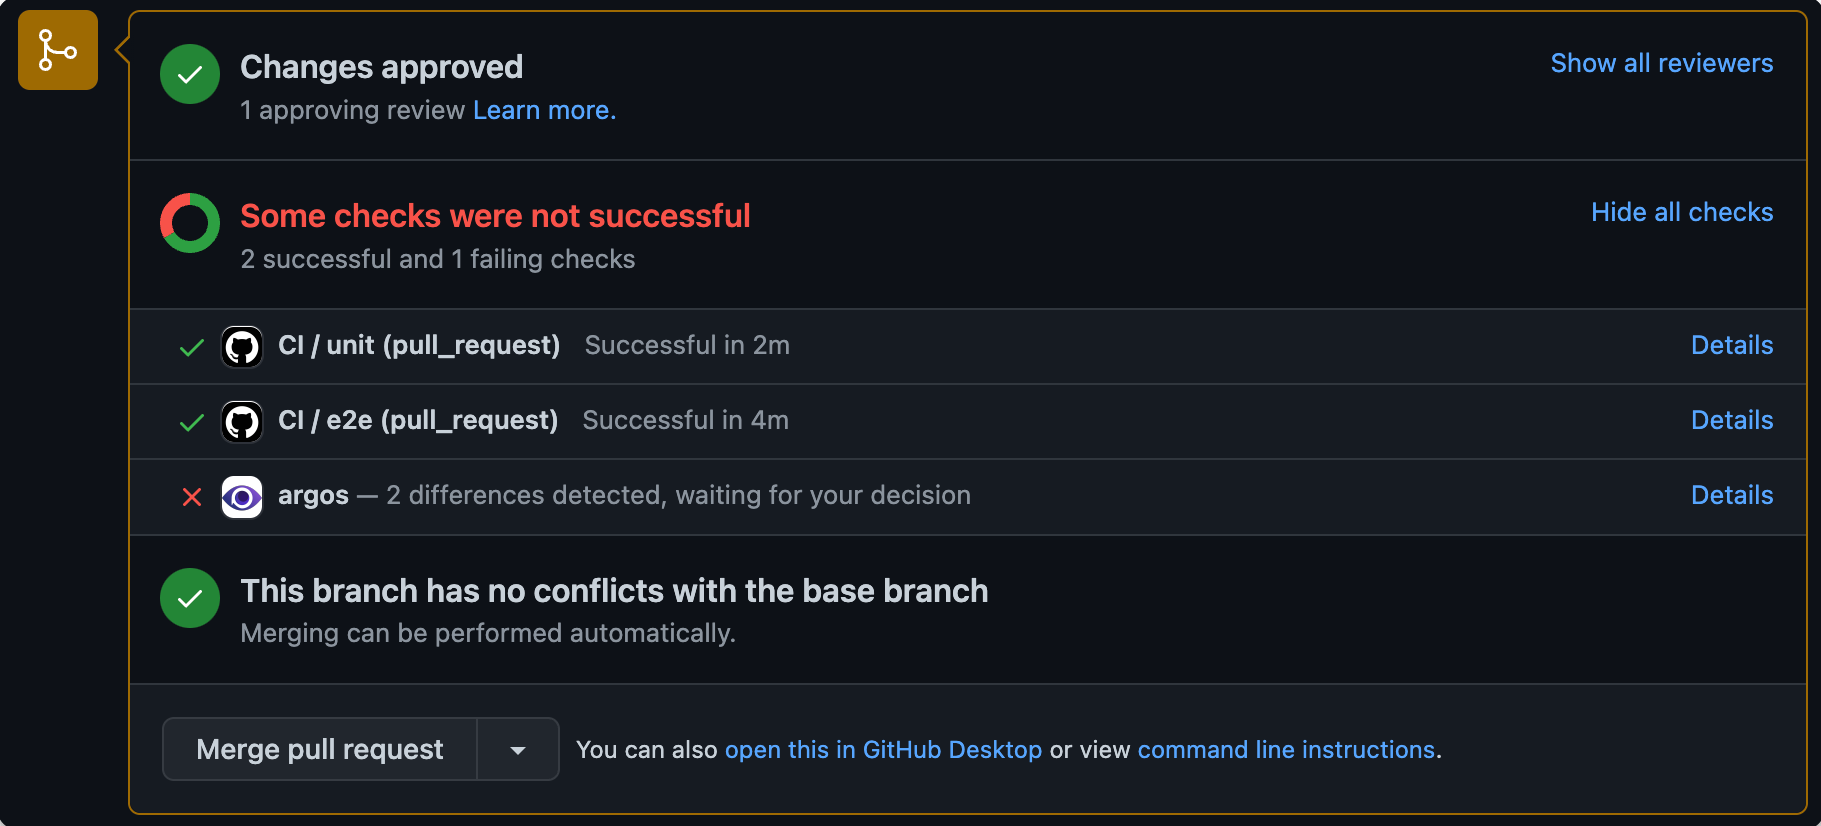 Changes approved
Show all reviewers
1 approving review Learn more.
Some checks were not successful
Hide all checks
2 successful and 1 failing checks
CI / unit (pull_request) Successful in 2m Details
CI / e2e (pull_request) Successful in 4m Details
argos — 2 differences detected, waiting for your decision Details
This branch has no conflicts with the base branch
Merging can be performed automatically.
Merge pull request You can also open this in GitHub Desktop or view command line instructions.